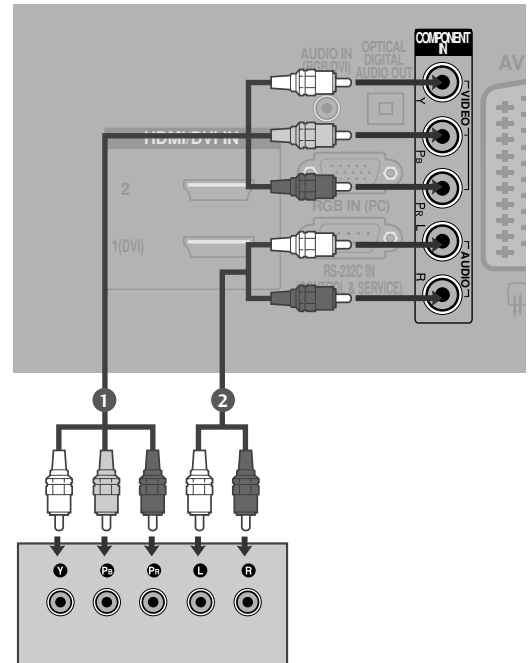 COMPONENT
IN
AUDIO IN
(RGB/DVI)
OPTICAL
DIGITAL
AUDIO OUT
AV
VIDEO
Y
PB
PR
HDMI/DVI IN
2
1(DVI)
RGB IN (PC)
L
AUDIO
R
RS-232C IN
(CONTROL & SERVICE)
1
2
Y
PB
PR
L
R